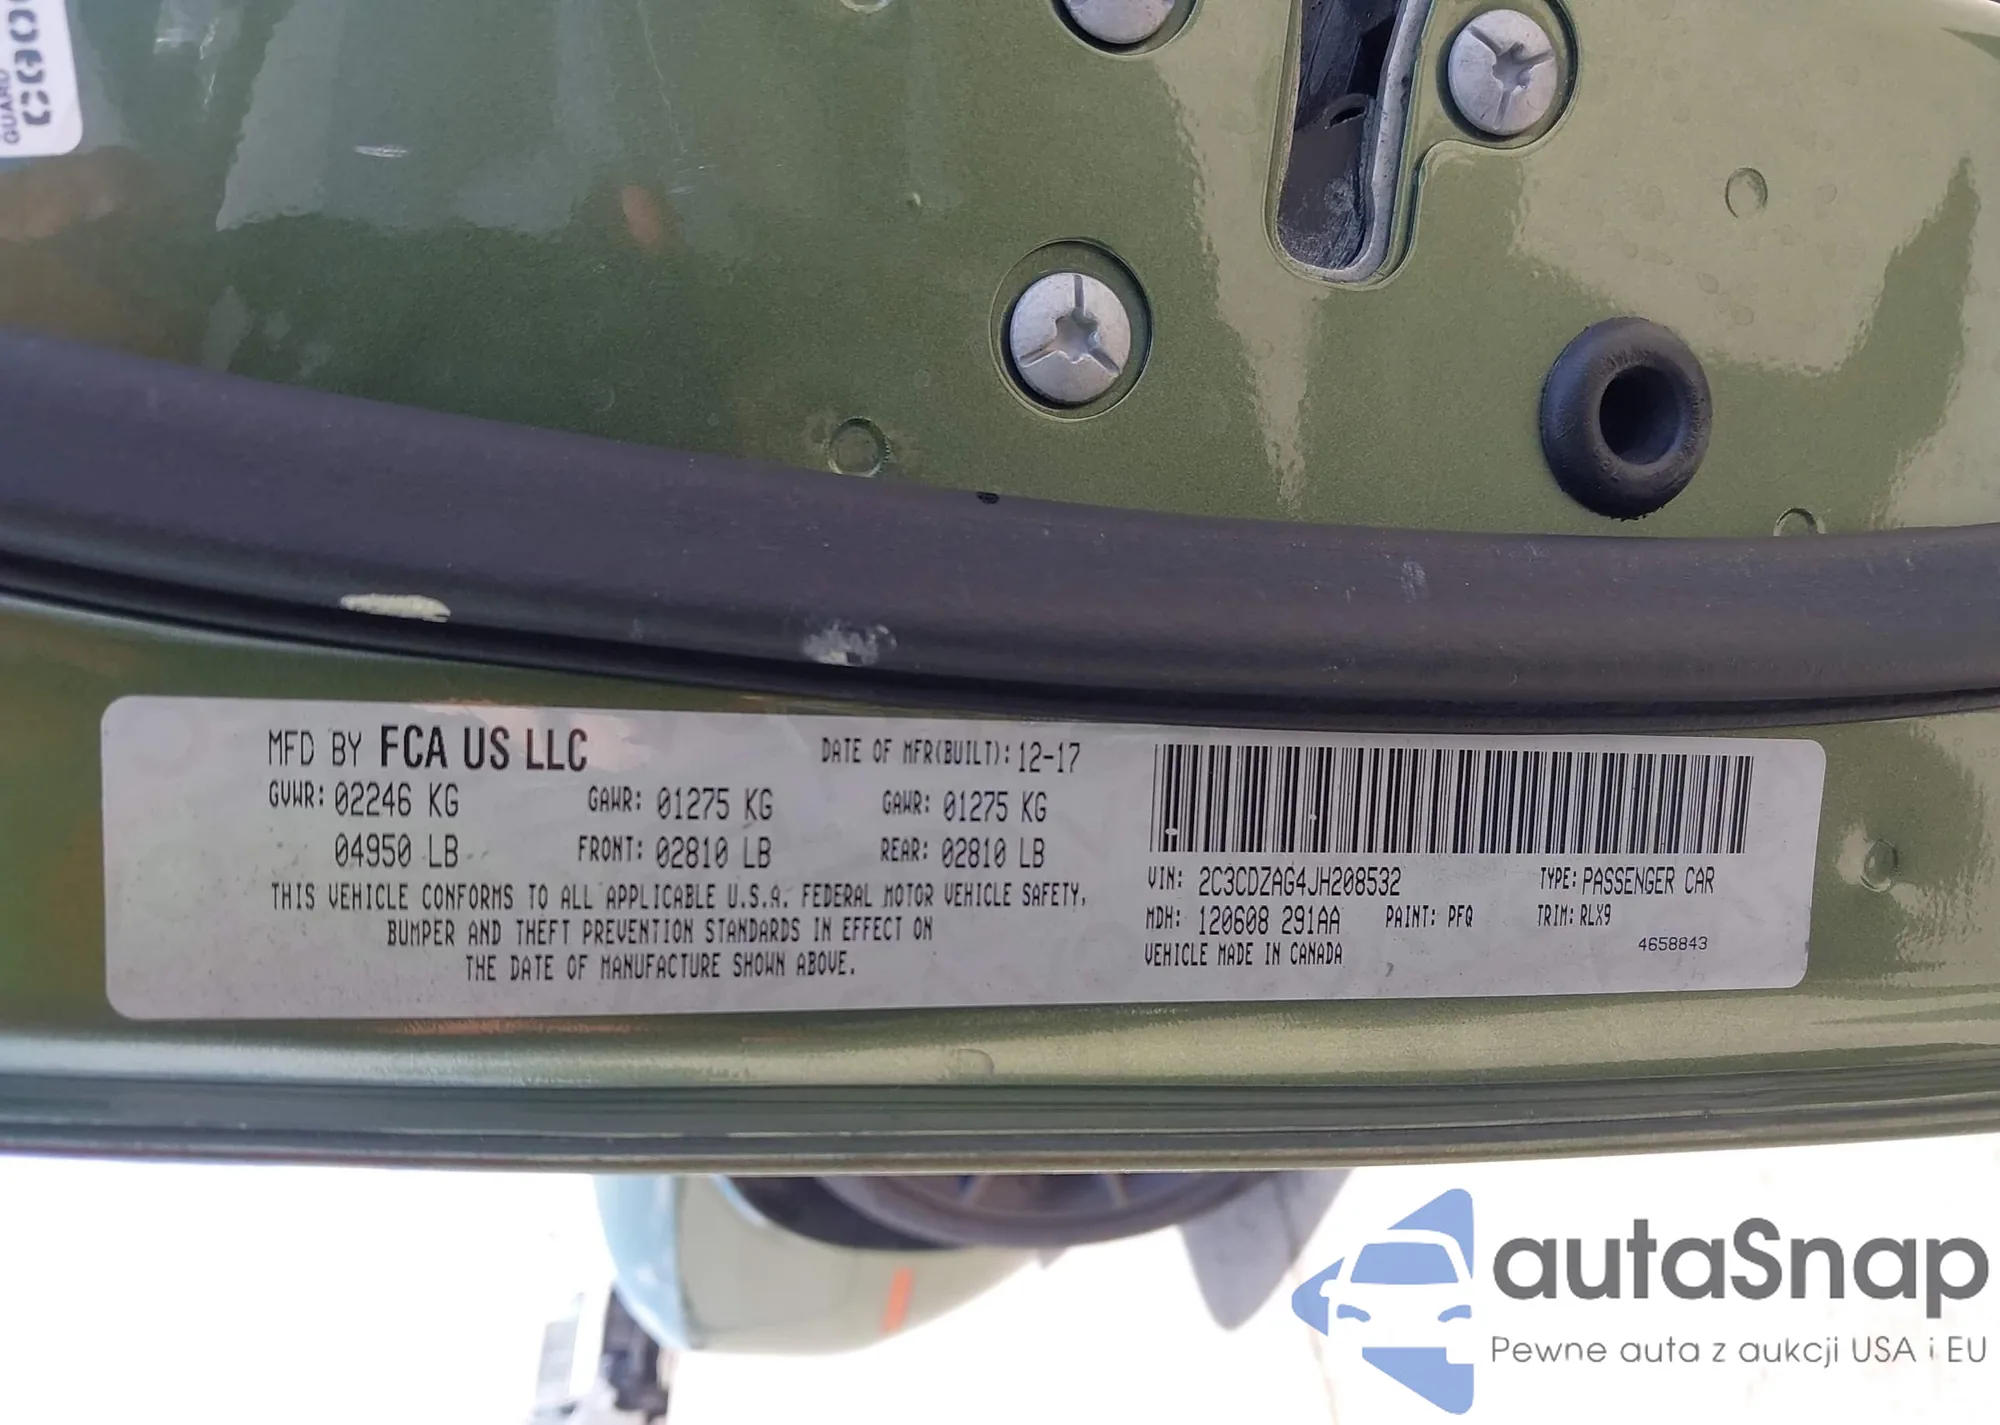 GUARD
MFD BY FCA US LLC
DATE OF MFR(BUILT): 12-17
GVWR: 02246 KG GAWR: 01275 KG GAWR: 01275 KG
04950 LB FRONT: 02810 LB REAR: 02810 LB
THIS VEHICLE CONFORMS TO ALL APPLICABLE U.S.A. FEDERAL MOTOR VEHICLE SAFETY,
BUMPER AND THEFT PREVENTION STANDARDS IN EFFECT ON
THE DATE OF MANUFACTURE SHOWN ABOVE.
VIN: 2C3CDZAG4JH208532 TYPE: PASSENGER CAR
MDH: 120608 291AA PAINT: PFQ TRIM: RLX9
VEHICLE MADE IN CANADA 4658843
autaSnap
Pewne auta z aukcji USA i EU